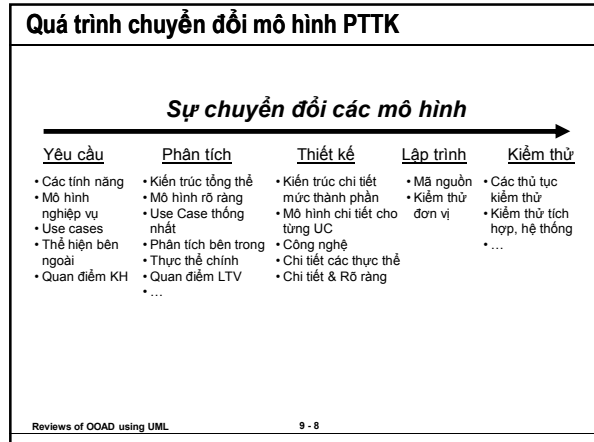 Quá trình chuyển đổi mô hình PTTK
Sự chuyển đổi các mô hình
Yêu cầu
• Các tính năng
• Mô hình
nghiệp vụ
• Use cases
• Thể hiện bên
ngoài
• Quan điểm KH
Phân tích
• Kiến trúc tổng thể
• Mô hình rõ ràng
• Use Case thống
nhất
• Phân tích bên trong
• Thực thể chính
• Quan điểm LTV
• …
Thiết kế
• Kiến trúc chi tiết
mức thành phần
• Mô hình chi tiết cho
từng UC
• Công nghệ
• Chi tiết các thực thể
• Chi tiết & Rõ ràng
Lập trình
• Mã nguồn
• Kiểm thử
đơn vị
Kiểm thử
• Các thủ tục
kiểm thử
• Kiểm thử tích
hợp, hệ thống
• …
Reviews of OOAD using UML
9 - 8